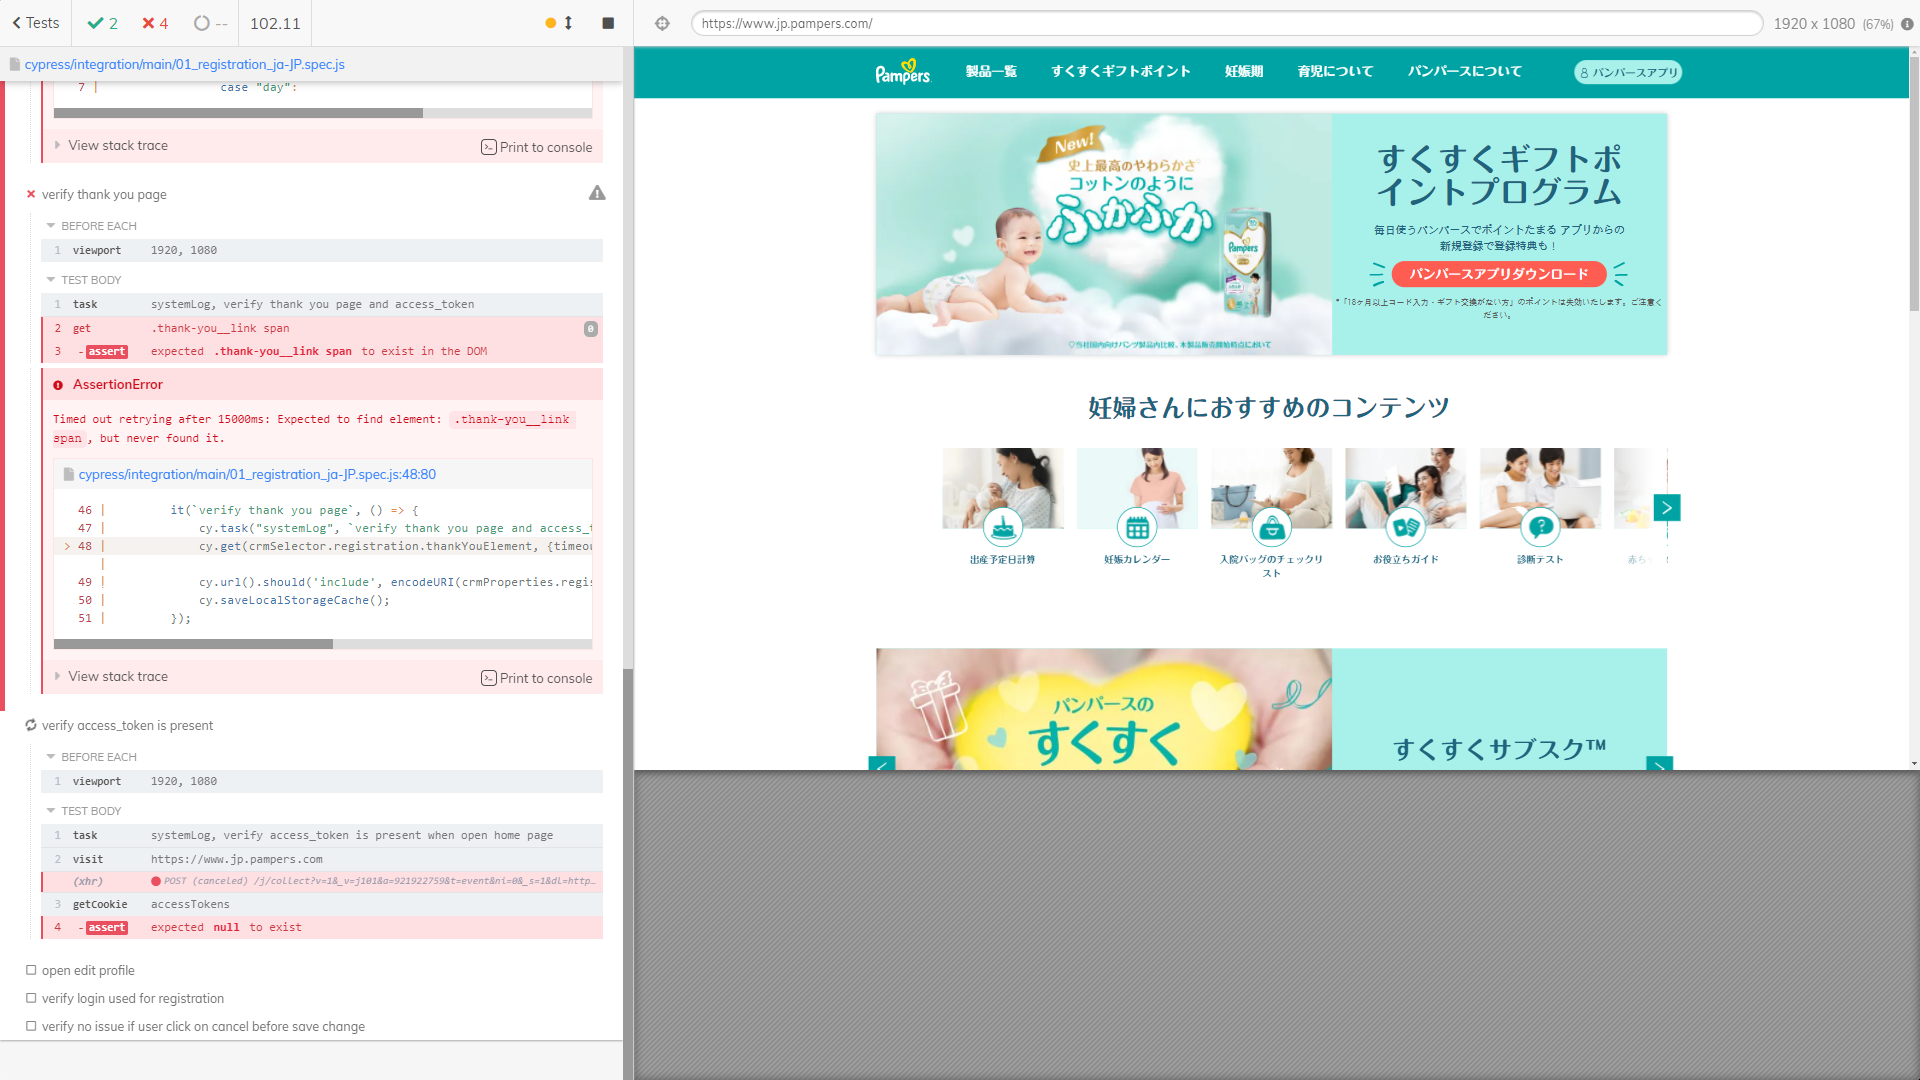 Tests
2
4
--
102.11
https://www.jp.pampers.com/
1920 x 1080 (67%)
cypress/integration/main/01_registration_ja-JP.spec.js
7 | case "day":
View stack trace
Print to console
verify thank you page
BEFORE EACH
1 viewport 1920, 1080
TEST BODY
1 task systemLog, verify thank you page and access_token
2 get .thank-you__link span 0
3 -assert expected .thank-you__link span to exist in the DOM
AssertionError
Timed out retrying after 15000ms: Expected to find element: .thank-you__link
span, but never found it.
cypress/integration/main/01_registration_ja-JP.spec.js:48:80
46 | it(`verify thank you page`, () => {
47 | cy.task("systemLog", `verify thank you page and access_
> 48 | cy.get(crmSelector.registration.thankYouElement, {timeou
|
49 | cy.url().should('include', encodeURI(crmProperties.regis
50 | cy.saveLocalStorageCache();
51 | });
View stack trace
Print to console
verify access_token is present
BEFORE EACH
1 viewport 1920, 1080
TEST BODY
1 task systemLog, verify access_token is present when open home page
2 visit https://www.jp.pampers.com
(xhr) POST (canceled) /j/collect?v=1&_v=j101&a=921922759&t=event&ni=0&_s=1&dl=http...
3 getCookie accessTokens
4 -assert expected null to exist
open edit profile
verify login used for registration
verify no issue if user click on cancel before save change
Pampers
製品一覧
すくすくギフトポイント
妊娠期
育児について
パンパースについて
パンパースアプリ
New!
史上最高のやわらかさ
コットンのように
ふかふか
Pampers
♡当社国内向けパンツ製品内比較、本製品販売開始時点において
すくすくギフトポ
イントプログラム
毎日使うパンパースでポイントたまる アプリからの
新規登録で登録特典も！
パンパースアプリダウンロード
*「18ヶ月以上コード入力・ギフト交換がない方」のポイントは失効いたします。ご注意く
ださい。
妊婦さんにおすすめのコンテンツ
出産予定日計算
妊娠カレンダー
入院バッグのチェックリ
スト
お役立ちガイド
診断テスト
赤ち
パンパースの
すくすく
すくすくサブスク™